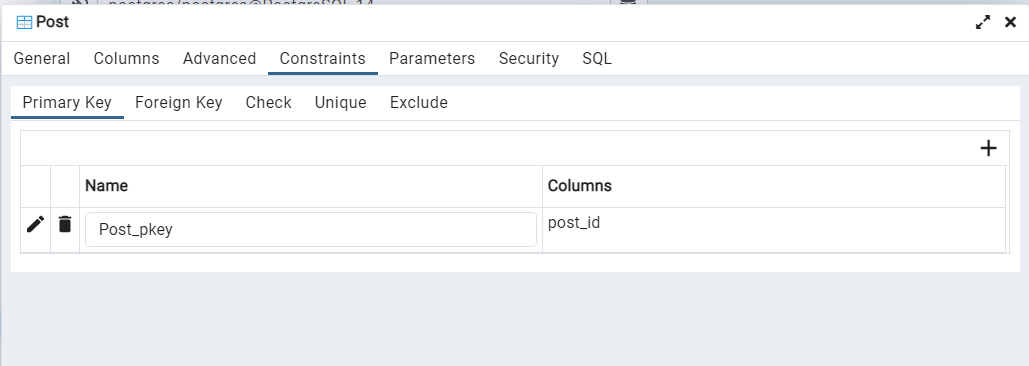 Post
General Columns Advanced Constraints Parameters Security SQL
Primary Key Foreign Key Check Unique Exclude
Name Columns
Post_pkey post_id